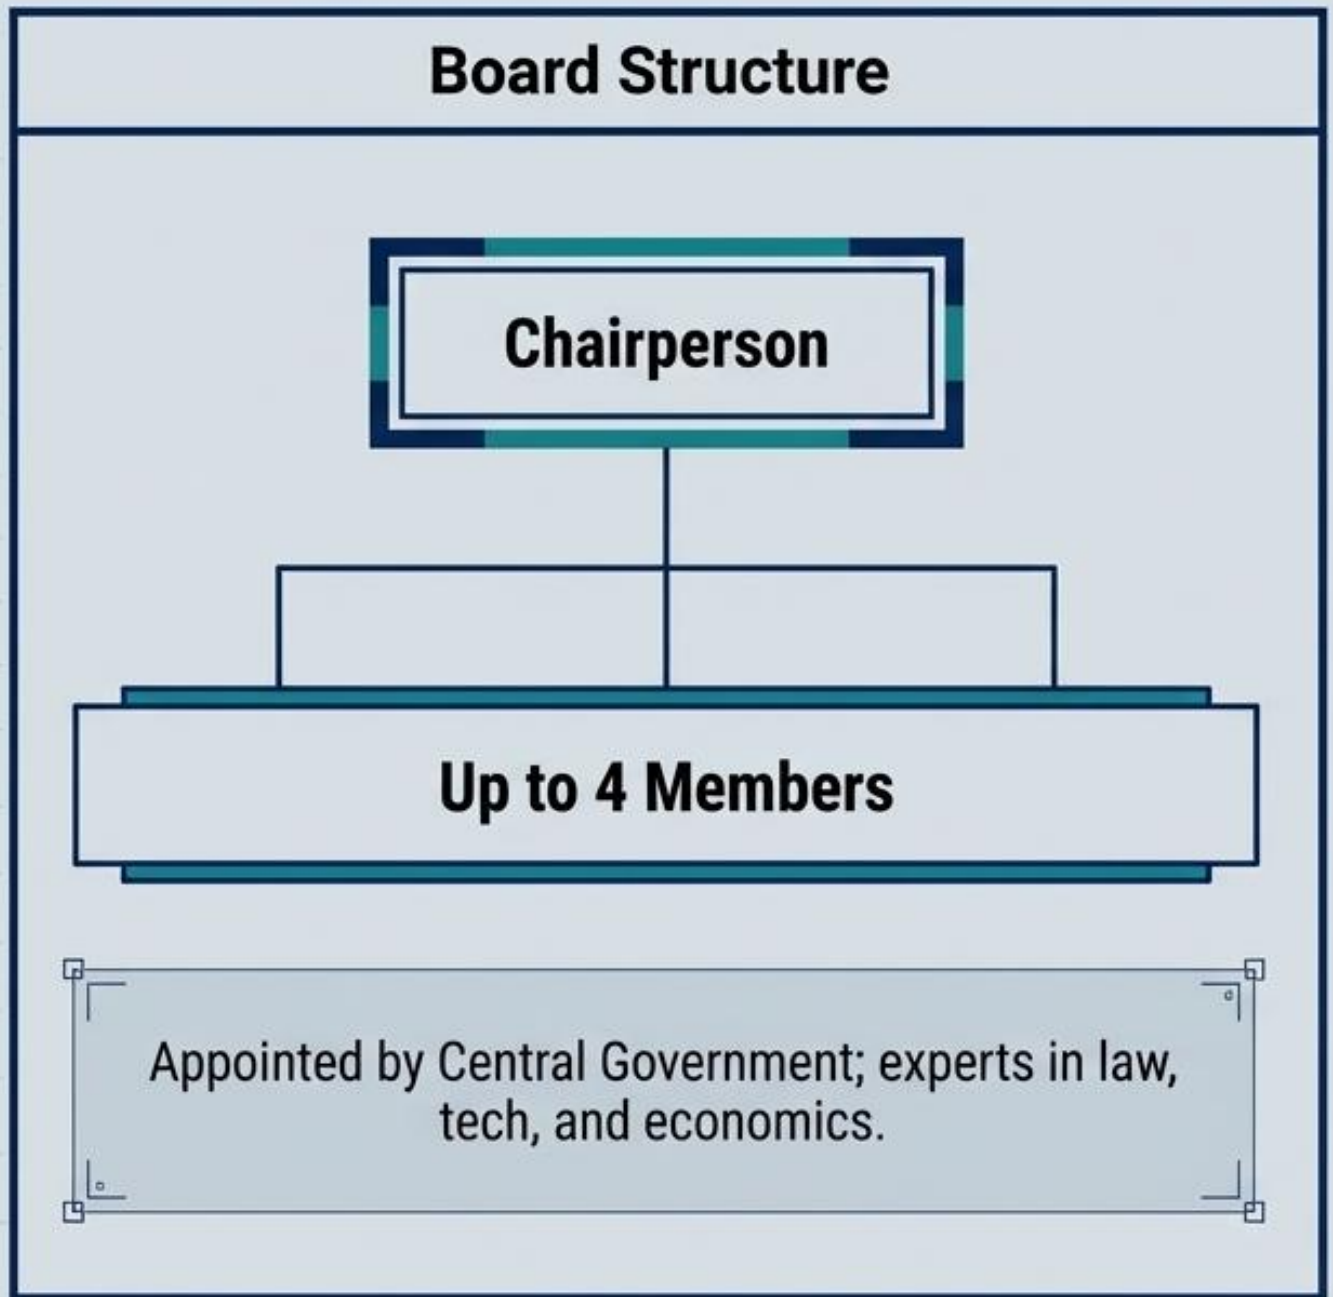 Board Structure
Chairperson
Up to 4 Members
Appointed by Central Government; experts in law,
tech, and economics.